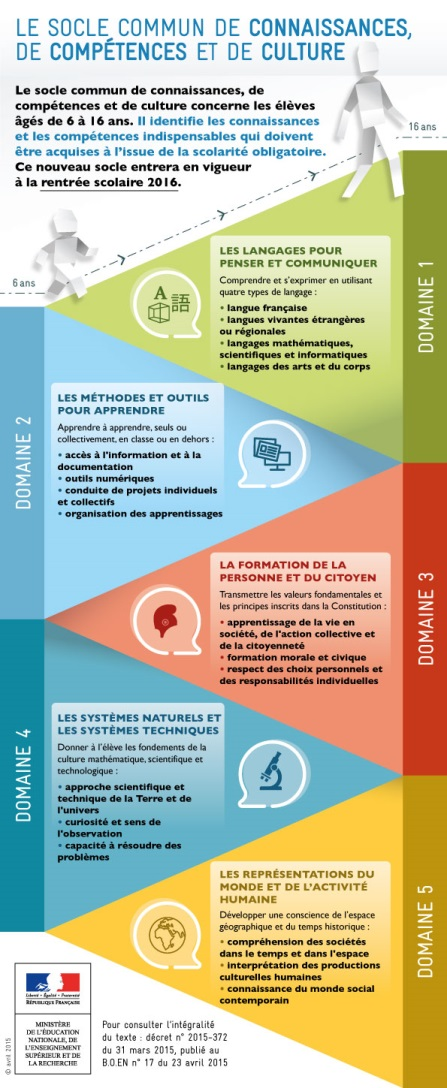 LE SOCLE COMMUN DE CONNAISSANCES,
DE COMPÉTENCES ET DE CULTURE
Le socle commun de connaissances, de
compétences et de culture concerne les élèves
âgés de 6 à 16 ans. Il identifie les connaissances
et les compétences indispensables qui doivent
être acquises à l'issue de la scolarité obligatoire.
Ce nouveau socle entrera en vigueur
à la rentrée scolaire 2016.
16 ans
6 ans
DOMAINE 1
LES LANGAGES POUR
PENSER ET COMMUNIQUER
Comprendre et s'exprimer en utilisant
quatre types de langage :
• langue française
• langues vivantes étrangères
ou régionales
• langages mathématiques,
scientifiques et informatiques
• langages des arts et du corps
A 語
DOMAINE 2
LES MÉTHODES ET OUTILS
POUR APPRENDRE
Apprendre à apprendre, seuls ou
collectivement, en classe ou en dehors :
• accès à l'information et à la
documentation
• outils numériques
• conduite de projets individuels
et collectifs
• organisation des apprentissages
DOMAINE 3
LA FORMATION DE LA
PERSONNE ET DU CITOYEN
Transmettre les valeurs fondamentales et
les principes inscrits dans la Constitution :
• apprentissage de la vie en
société, de l'action collective et
de la citoyenneté
• formation morale et civique
• respect des choix personnels et
des responsabilités individuelles
DOMAINE 4
LES SYSTÈMES NATURELS ET
LES SYSTÈMES TECHNIQUES
Donner à l'élève les fondements de la
culture mathématique, scientifique et
technologique :
• approche scientifique et
technique de la Terre et de
l'univers
• curiosité et sens de
l'observation
• capacité à résoudre des
problèmes
DOMAINE 5
LES REPRÉSENTATIONS DU
MONDE ET DE L'ACTIVITÉ
HUMAINE
Développer une conscience de l'espace
géographique et du temps historique :
• compréhension des sociétés
dans le temps et dans l'espace
• interprétation des productions
culturelles humaines
• connaissance du monde social
contemporain
Liberté • Égalité • Fraternité
RÉPUBLIQUE FRANÇAISE
MINISTÈRE
DE L'ÉDUCATION
NATIONALE, DE
L'ENSEIGNEMENT
SUPÉRIEUR ET DE
LA RECHERCHE
© avril 2015
Pour consulter l'intégralité
du texte : décret n° 2015-372
du 31 mars 2015, publié au
B.O.EN n° 17 du 23 avril 2015